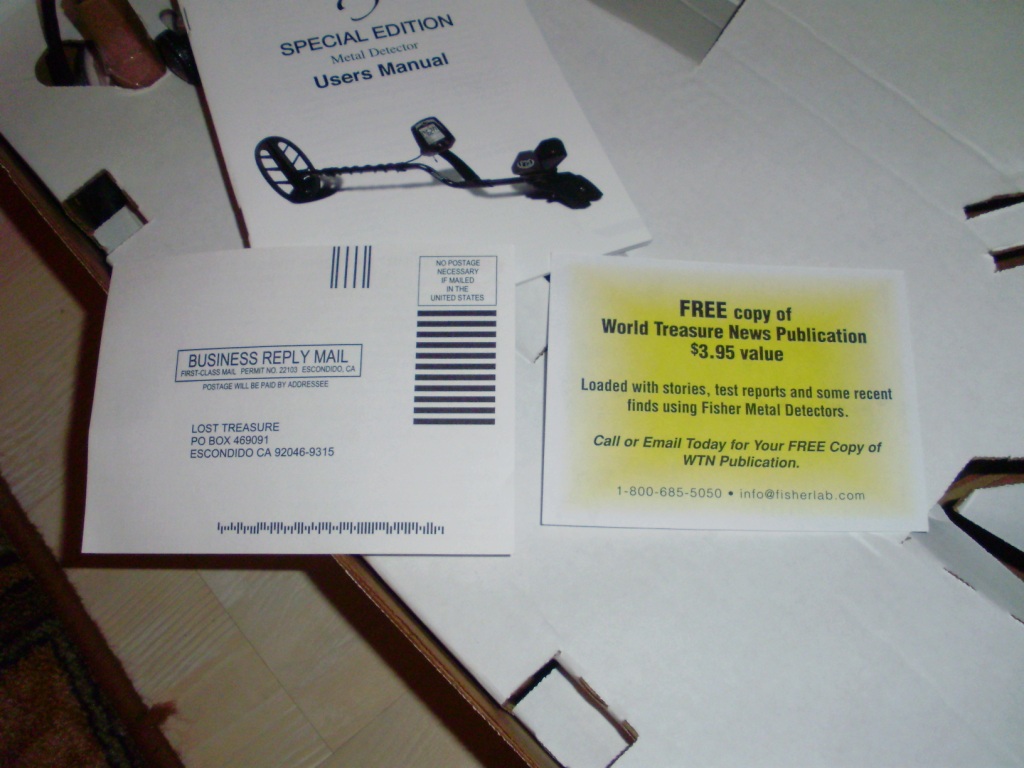 SPECIAL EDITION
Metal Detector
Users Manual
NO POSTAGE
NECESSARY
IF MAILED
IN THE
UNITED STATES
BUSINESS REPLY MAIL
FIRST-CLASS MAIL PERMIT NO. 22103 ESCONDIDO, CA
POSTAGE WILL BE PAID BY ADDRESSEE
LOST TREASURE
PO BOX 469091
ESCONDIDO CA 92046-9315
FREE copy of
World Treasure News Publication
$3.95 value
Loaded with stories, test reports and some recent
finds using Fisher Metal Detectors.
Call or Email Today for Your FREE Copy of
WTN Publication.
1-800-685-5050 • info@fisherlab.com